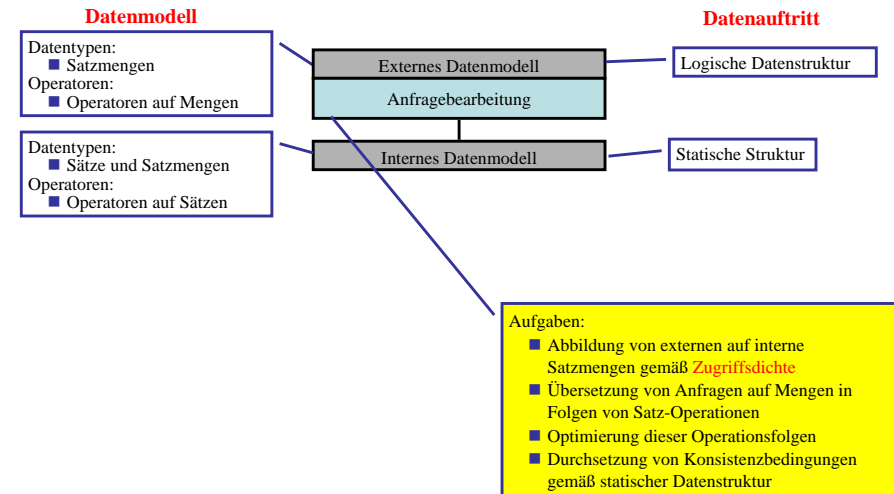 Datenmodell
Datenauftritt
Datentypen:
■ Satzmengen
Operatoren:
■ Operatoren auf Mengen
Externes Datenmodell
Logische Datenstruktur
Anfragebearbeitung
Datentypen:
■ Sätze und Satzmengen
Operatoren:
■ Operatoren auf Sätzen
Internes Datenmodell
Statische Struktur
Aufgaben:
■ Abbildung von externen auf interne
Satzmengen gemäß Zugriffsdichte
■ Übersetzung von Anfragen auf Mengen in
Folgen von Satz-Operationen
■ Optimierung dieser Operationsfolgen
■ Durchsetzung von Konsistenzbedingungen
gemäß statischer Datenstruktur